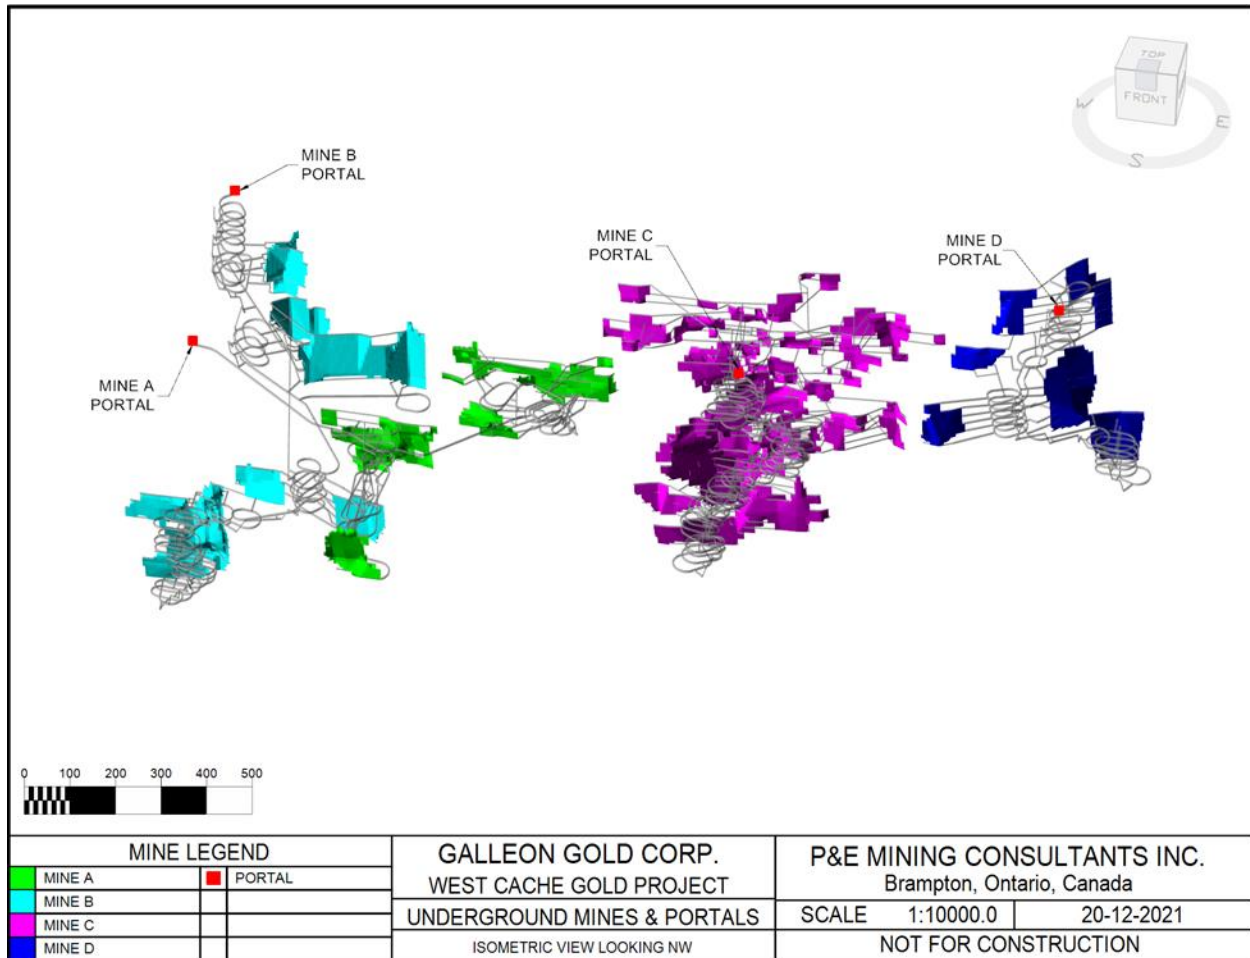 TOP
FRONT
W
E
S
MINE B
PORTAL
MINE C
PORTAL
MINE D
PORTAL
MINE A
PORTAL
0 100 200 300 400 500
MINE LEGEND
MINE A
PORTAL
MINE B
MINE C
MINE D
GALLEON GOLD CORP.
WEST CACHE GOLD PROJECT
UNDERGROUND MINES & PORTALS
ISOMETRIC VIEW LOOKING NW
P&E MINING CONSULTANTS INC.
Brampton, Ontario, Canada
SCALE 1:10000.0 20-12-2021
NOT FOR CONSTRUCTION